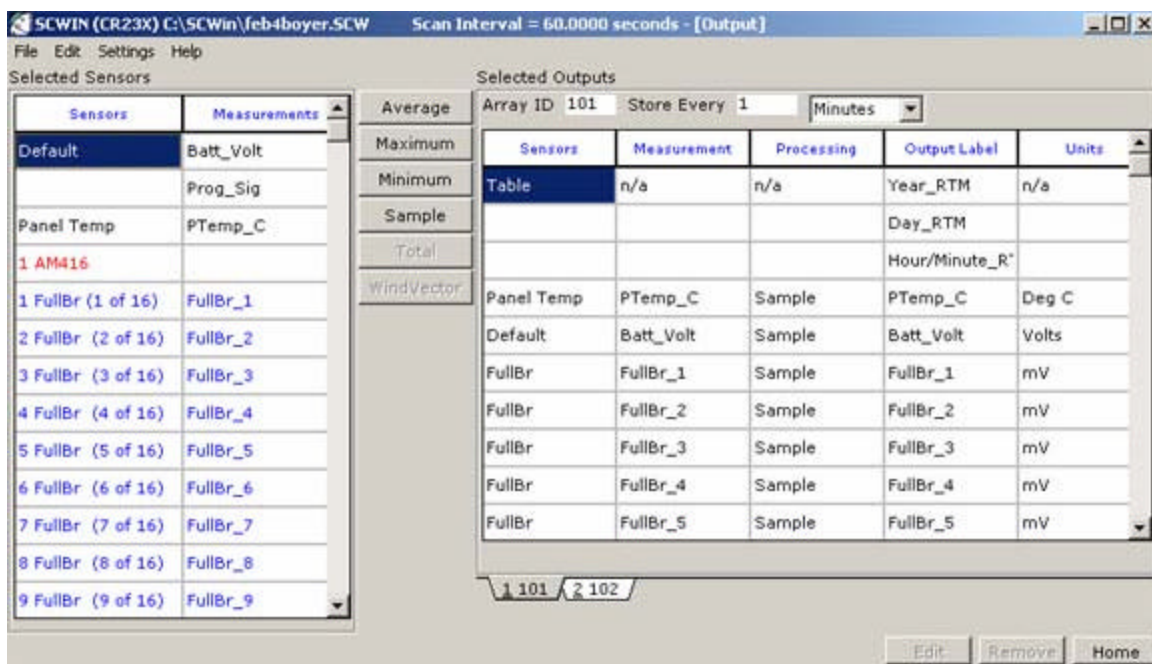 SCWIN (CR23X) C:\SCWin\feb4boyer.SCW Scan Interval = 60.0000 seconds - [Output]
File Edit Settings Help
Selected Sensors
Sensors Measurements
Default Batt_Volt
Prog_Sig
Panel Temp PTemp_C
1 AM416
1 FullBr (1 of 16) FullBr_1
2 FullBr (2 of 16) FullBr_2
3 FullBr (3 of 16) FullBr_3
4 FullBr (4 of 16) FullBr_4
5 FullBr (5 of 16) FullBr_5
6 FullBr (6 of 16) FullBr_6
7 FullBr (7 of 16) FullBr_7
8 FullBr (8 of 16) FullBr_8
9 FullBr (9 of 16) FullBr_9
Average
Maximum
Minimum
Sample
Total
WindVector
Selected Outputs
Array ID 101 Store Every 1 Minutes
Sensors Measurement Processing Output Label Units
Table n/a n/a Year_RTM n/a
Day_RTM
Hour/Minute_R
Panel Temp PTemp_C Sample PTemp_C Deg C
Default Batt_Volt Sample Batt_Volt Volts
FullBr FullBr_1 Sample FullBr_1 mV
FullBr FullBr_2 Sample FullBr_2 mV
FullBr FullBr_3 Sample FullBr_3 mV
FullBr FullBr_4 Sample FullBr_4 mV
FullBr FullBr_5 Sample FullBr_5 mV
1 101 2 102
Edit Remove Home